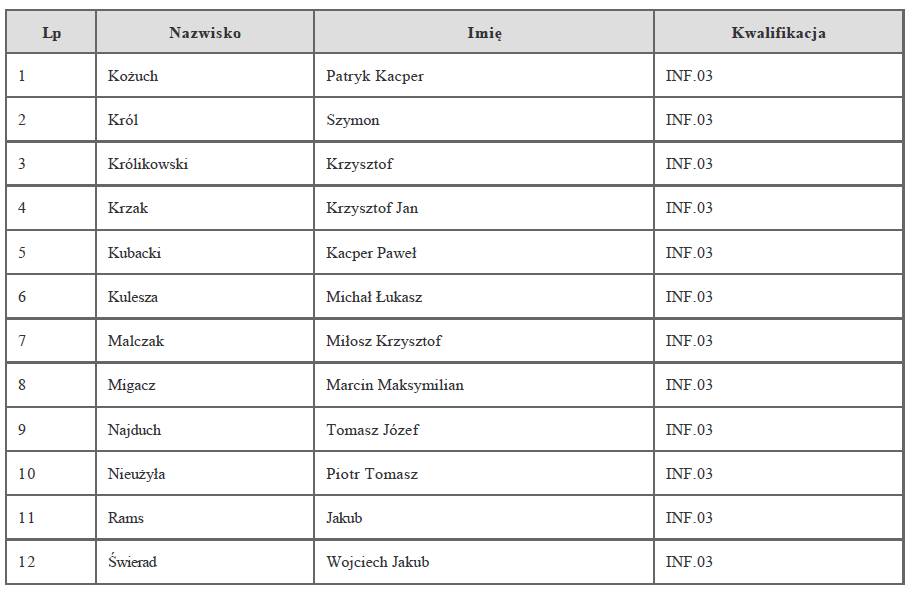 Lp Nazwisko Imię Kwalifikacja
1 Kożuch Patryk Kacper INF.03
2 Król Szymon INF.03
3 Królikowski Krzysztof INF.03
4 Krzak Krzysztof Jan INF.03
5 Kubacki Kacper Paweł INF.03
6 Kulesza Michał Łukasz INF.03
7 Malczak Miłosz Krzysztof INF.03
8 Migacz Marcin Maksymilian INF.03
9 Najduch Tomasz Józef INF.03
10 Nieużyła Piotr Tomasz INF.03
11 Rams Jakub INF.03
12 Świerad Wojciech Jakub INF.03